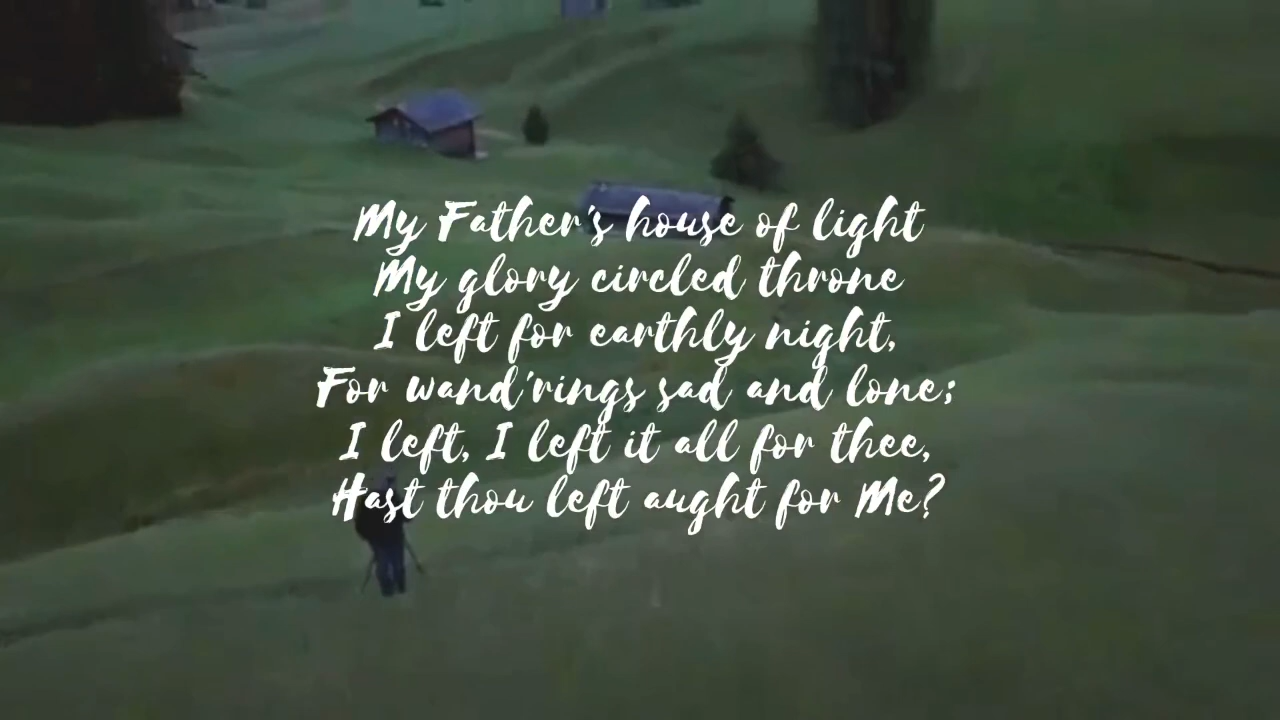 My Father's house of light
My glory circled throne
I left for earthly night,
For wand'rings sad and lone;
I left, I left it all for thee,
Hast thou left aught for Me?